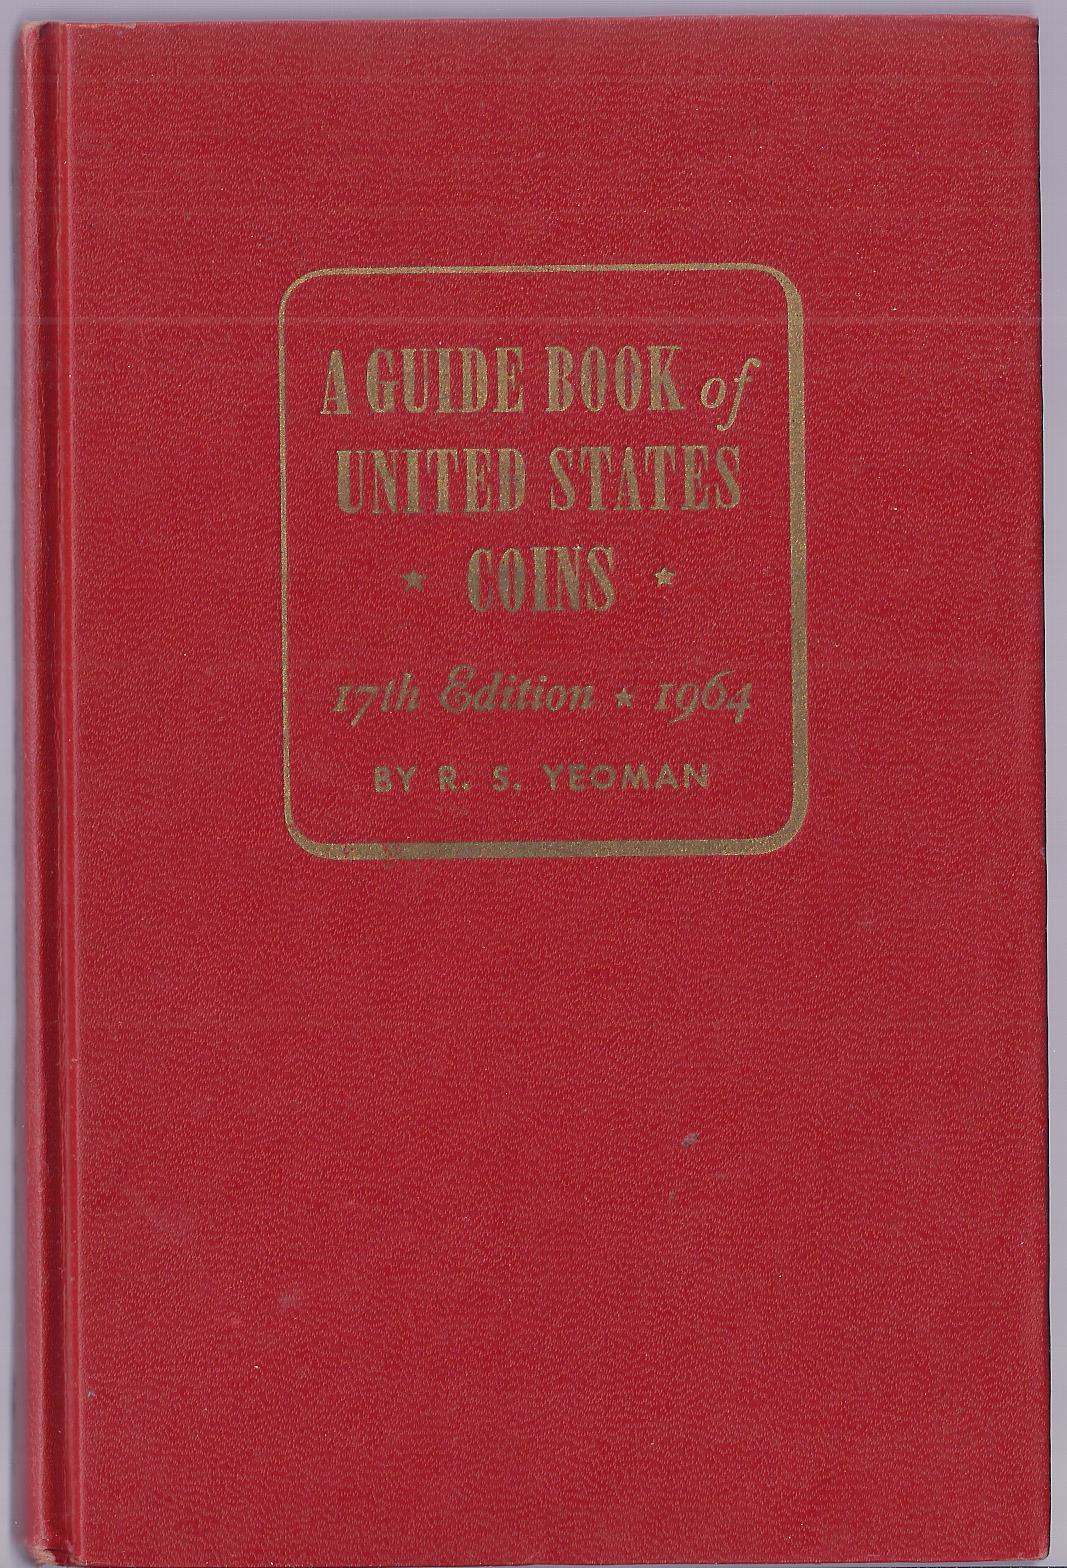 A GUIDE BOOK of
UNITED STATES
★ COINS ★
17th Edition ★ 1964
BY R. S. YEOMAN